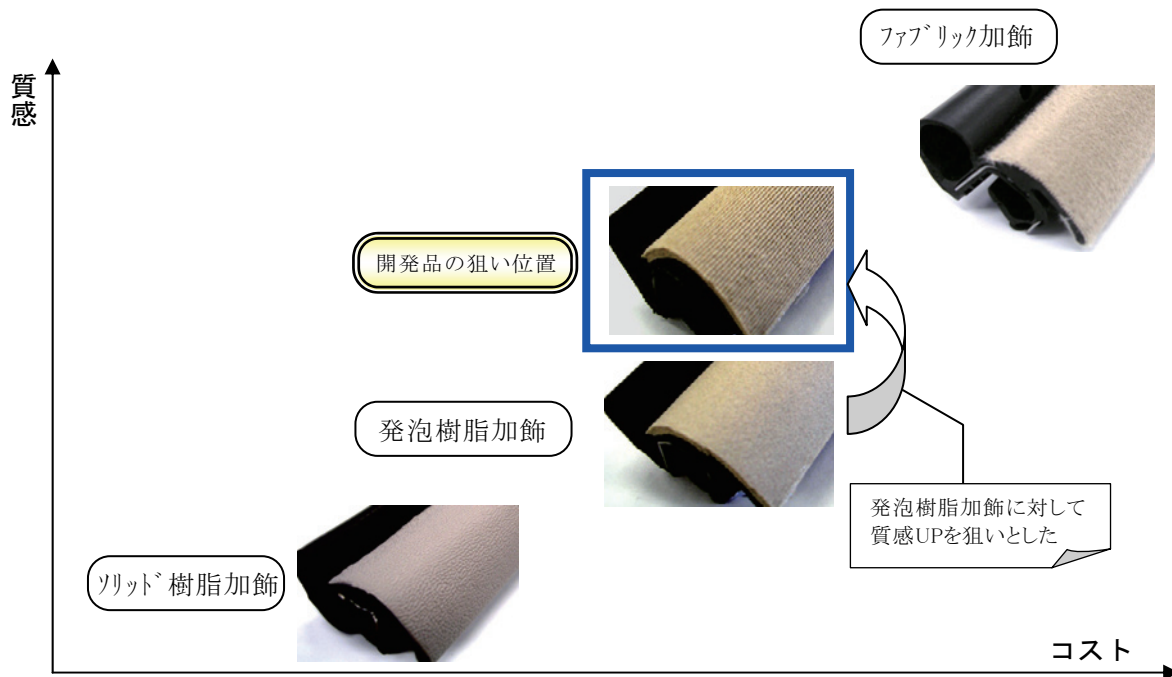 ﾌｧﾌﾞﾘｯｸ加飾
質感
開発品の狙い位置
発泡樹脂加飾
発泡樹脂加飾に対して
質感UPを狙いとした
ｿﾘｯﾄﾞ樹脂加飾
コスト